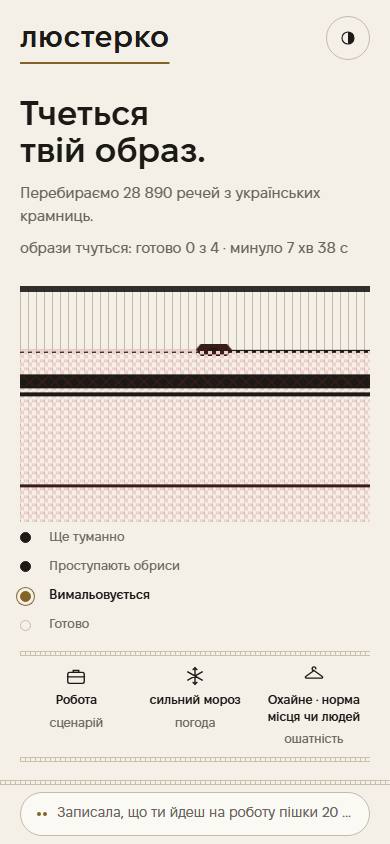 люстерко
Тчеться
твій образ.
Перебираємо 28 890 речей з українських
крамниць.
образи тчуться: готово 0 з 4 · минуло 7 хв 38 с
Ще туманно
Проступають обриси
Вимальовується
Готово
Робота
сценарій
сильний мороз
погода
Охайне · норма
місця чи людей
ошатність
Записала, що ти йдеш на роботу пішки 20 ...